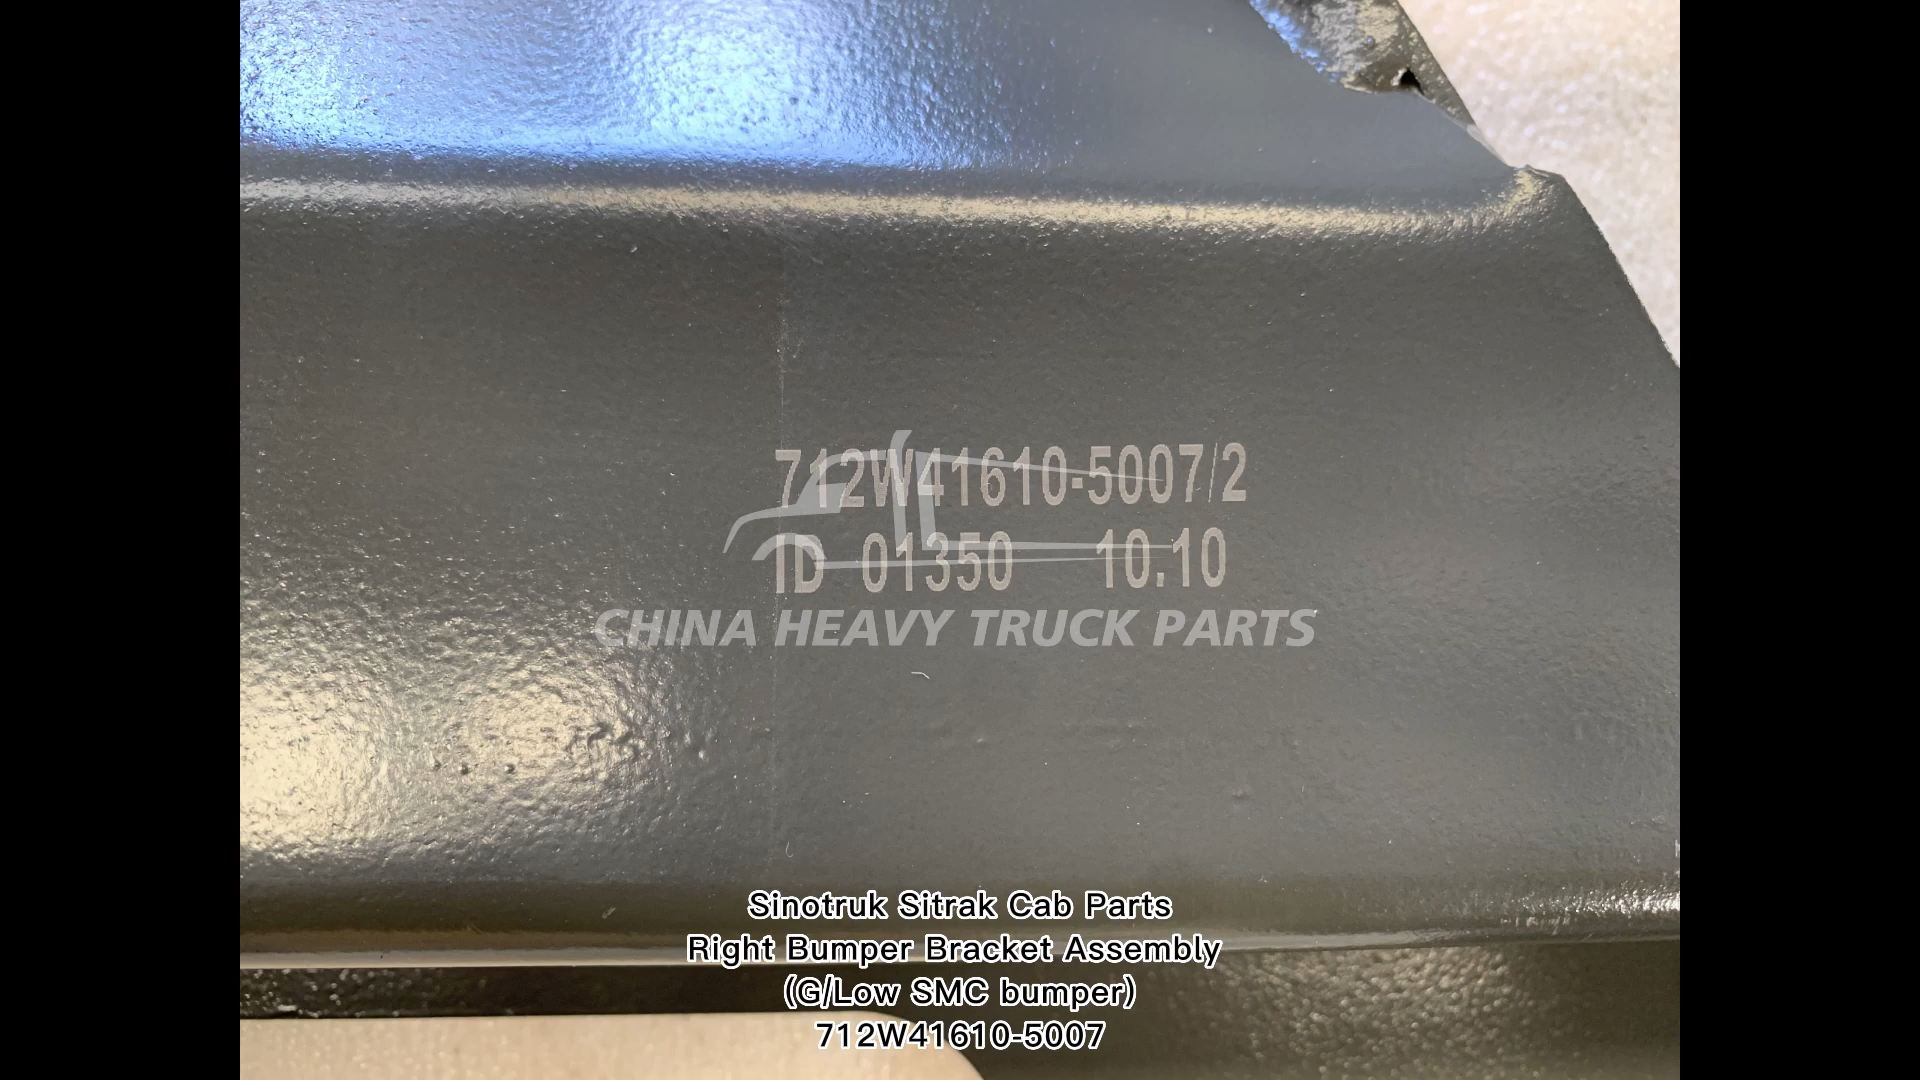 712W41610-5007/2
ID 01350 10.10
CHINA HEAVY TRUCK PARTS
Sinotruk Sitrak Cab Parts
Right Bumper Bracket Assembly
(G/Low SMC bumper)
712W41610-5007